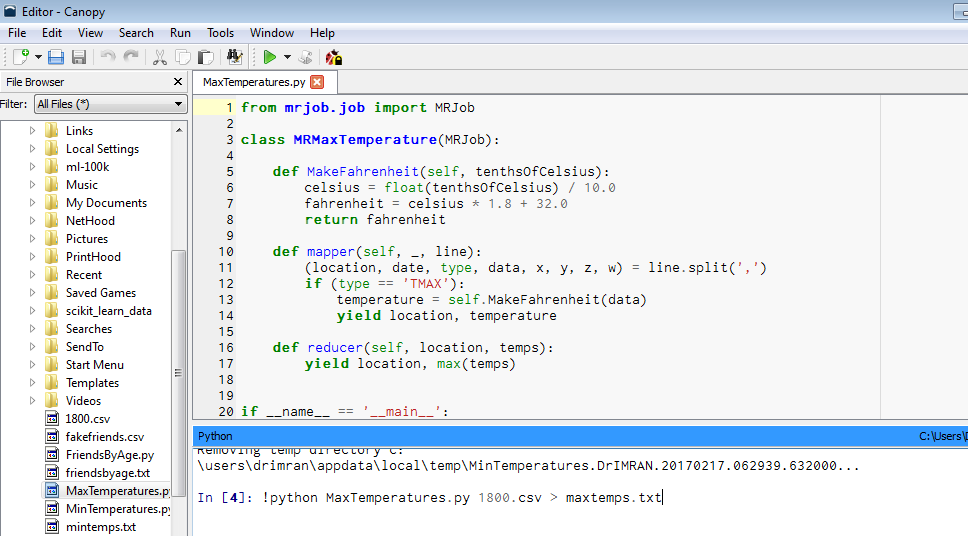 Editor - Canopy
File Edit View Search Run Tools Window Help
File Browser
Filter: All Files (*)
Links
Local Settings
ml-100k
Music
My Documents
NetHood
Pictures
PrintHood
Recent
Saved Games
scikit_learn_data
Searches
SendTo
Start Menu
Templates
Videos
1800.csv
fakefriends.csv
FriendsByAge.py
friendsbyage.txt
MaxTemperatures.py
MinTemperatures.py
mintemps.txt
MaxTemperatures.py
1 from mrjob.job import MRJob
2
3 class MRMaxTemperature(MRJob):
4
5     def MakeFahrenheit(self, tenthsOfCelsius):
6         celsius = float(tenthsOfCelsius) / 10.0
7         fahrenheit = celsius * 1.8 + 32.0
8         return fahrenheit
9
10     def mapper(self, _, line):
11         (location, date, type, data, x, y, z, w) = line.split(',')
12         if (type == 'TMAX'):
13             temperature = self.MakeFahrenheit(data)
14             yield location, temperature
15
16     def reducer(self, location, temps):
17         yield location, max(temps)
18
19
20 if __name__ == '__main__':
Python C:\Users\D
Removing temp directory c:
\users\drimran\appdata\local\temp\MinTemperatures.DrIMRAN.20170217.062939.632000...
In [4]: !python MaxTemperatures.py 1800.csv > maxtemps.txt